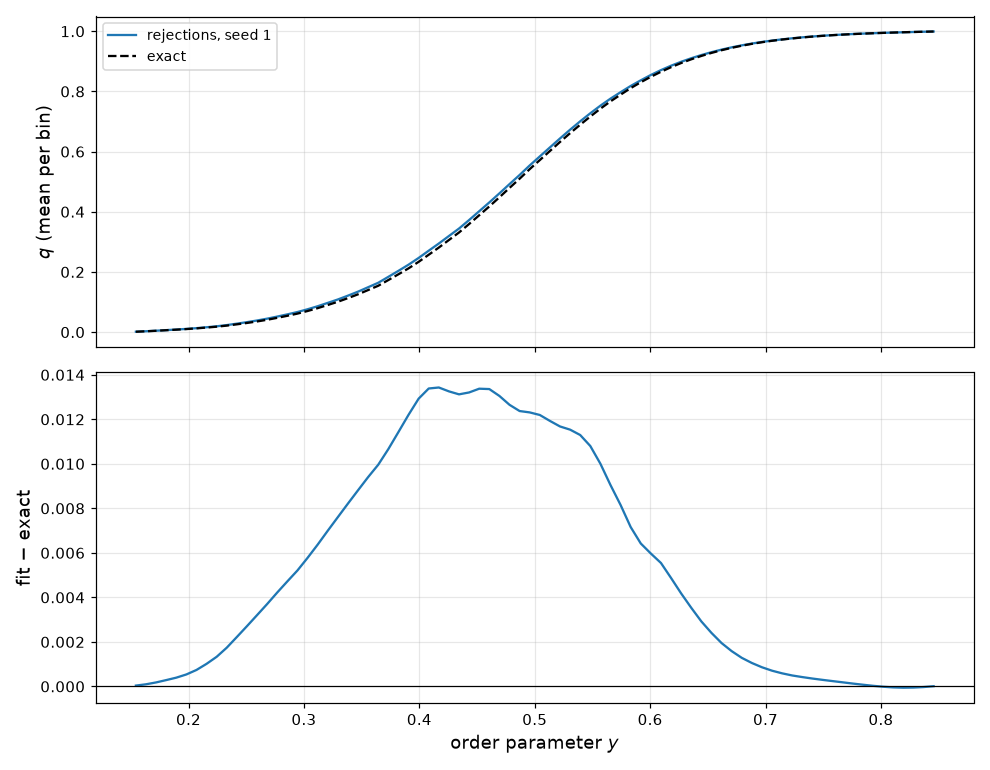 1.0
0.8
0.6
0.4
0.2
0.0
q (mean per bin)
rejections, seed 1
exact
0.014
0.012
0.010
0.008
0.006
0.004
0.002
0.000
fit − exact
0.2 0.3 0.4 0.5 0.6 0.7 0.8
order parameter y